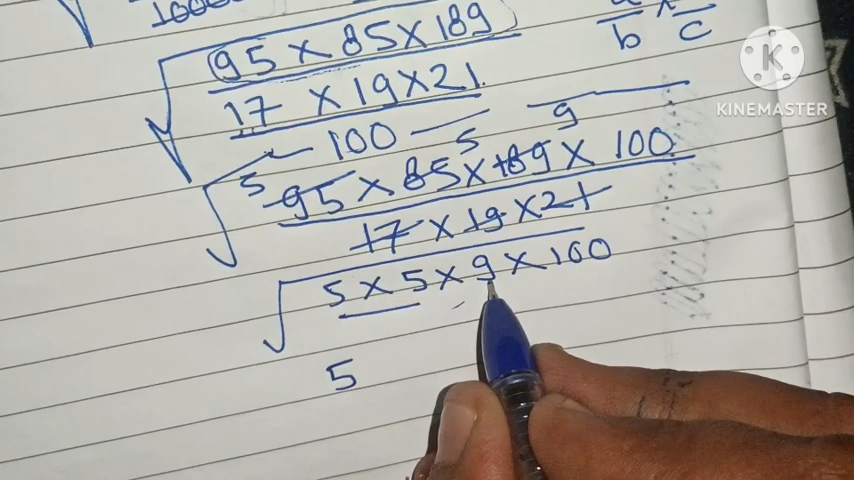 1000
95 × 85 × 189
b c
17 × 19 × 21
K
KINEMASTER
100
5 5 9
√ 95 × 85 × 189 × 100
17 × 19 × 21
√ 5 × 5 × 9 × 100
5